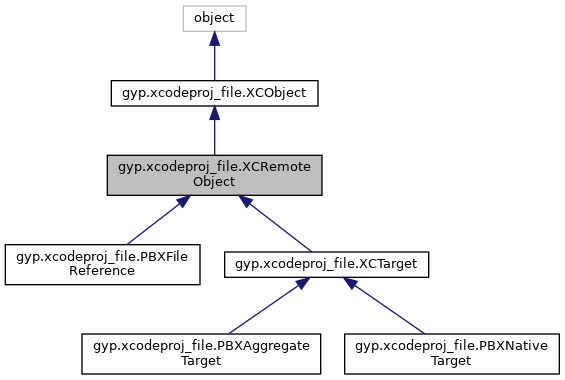 object
gyp.xcodeproj_file.XCObject
gyp.xcodeproj_file.XCRemote
Object
gyp.xcodeproj_file.PBXFile
Reference
gyp.xcodeproj_file.XCTarget
gyp.xcodeproj_file.PBXAggregate
Target
gyp.xcodeproj_file.PBXNative
Target